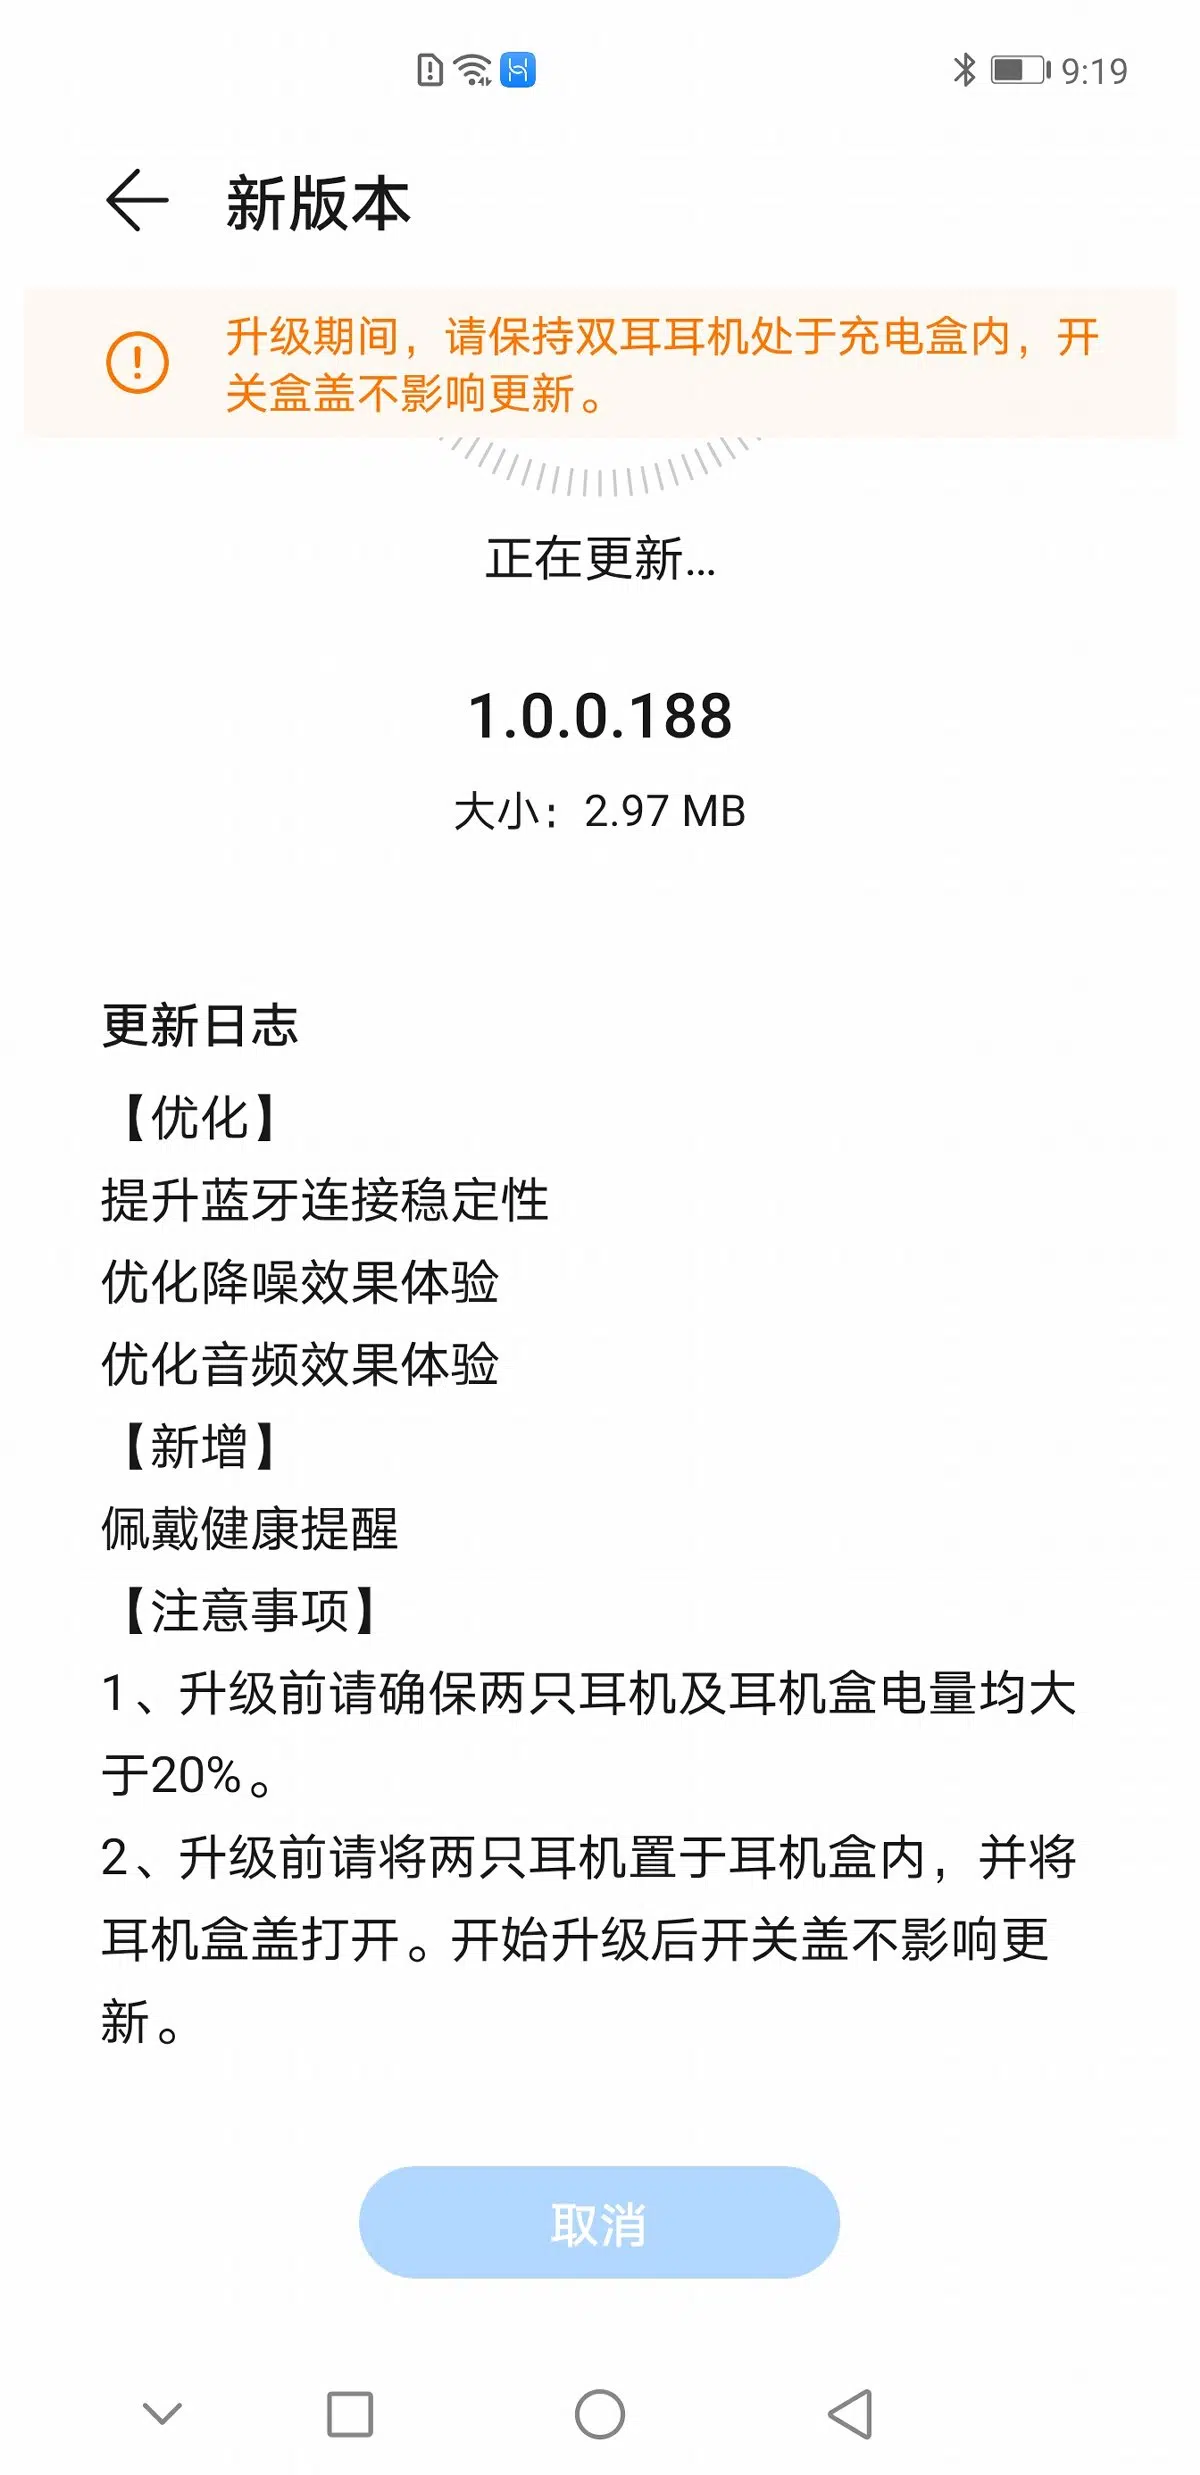 9:19
新版本
升级期间，请保持双耳耳机处于充电盒内，开
关盒盖不影响更新。
正在更新...
1.0.0.188
大小：2.97 MB
更新日志
【优化】
提升蓝牙连接稳定性
优化降噪效果体验
优化音频效果体验
【新增】
佩戴健康提醒
【注意事项】
1、升级前请确保两只耳机及耳机盒电量均大
于20%。
2、升级前请将两只耳机置于耳机盒内，并将
耳机盒盖打开。开始升级后开关盖不影响更
新。
取消